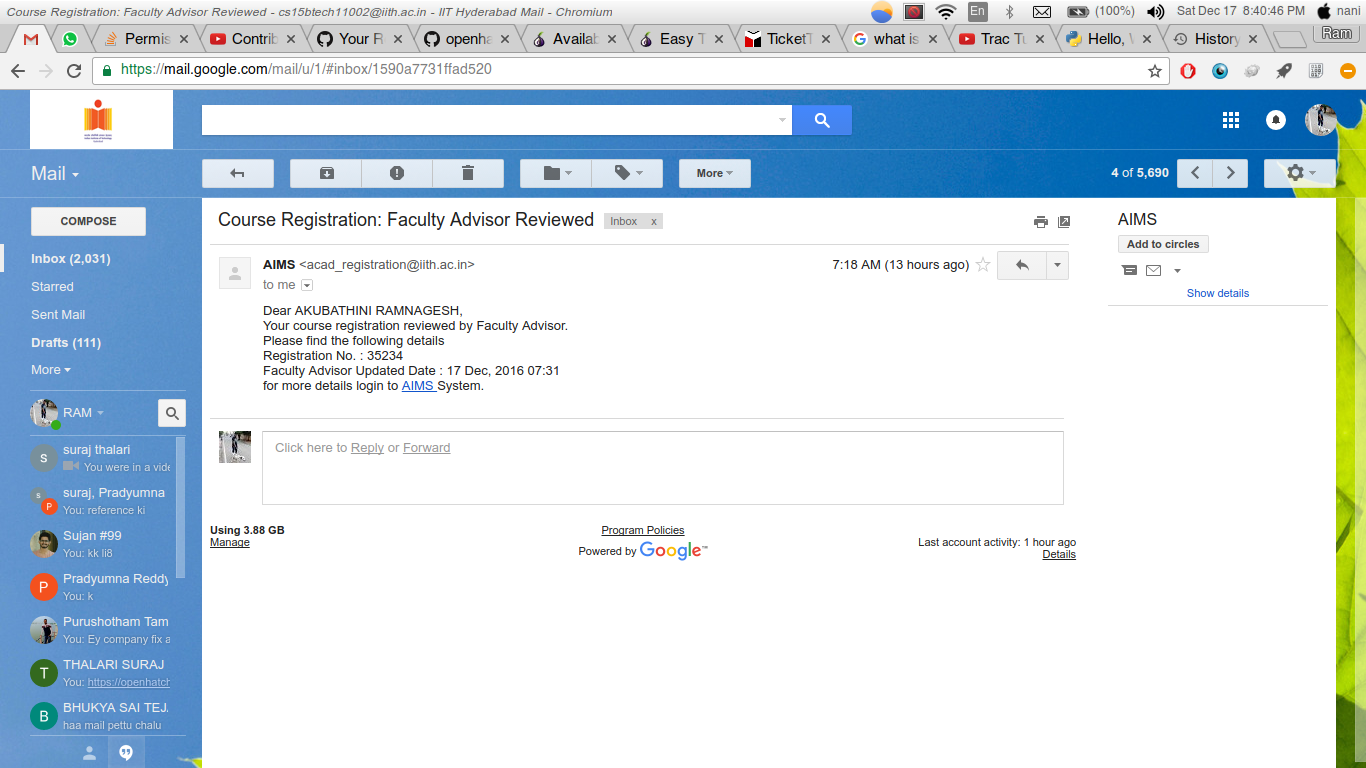 Course Registration: Faculty Advisor Reviewed - cs15btech11002@iith.ac.in - IIT Hyderabad Mail - Chromium
En
(100%)
Sat Dec 17 8:40:46 PM
nani
Permis
Contrib
Your R
openha
Availab
Easy T
TicketT
what is
Trac Tu
Hello, W
History
Ram
https://mail.google.com/mail/u/1/#inbox/1590a7731ffad520
Mail
More
4 of 5,690
COMPOSE
Inbox (2,031)
Starred
Sent Mail
Drafts (111)
More
RAM
S
suraj thalari
You were in a vide
S
P
suraj, Pradyumna
You: reference ki
Sujan #99
You: kk li8
P
Pradyumna Reddy
You: k
Purushotham Tam
You: Ey company fix a
T
THALARI SURAJ
You: https://openhatch
B
BHUKYA SAI TEJ.
haa mail pettu chalu
Course Registration: Faculty Advisor Reviewed
Inbox x
AIMS <acad_registration@iith.ac.in>
7:18 AM (13 hours ago)
to me
Dear AKUBATHINI RAMNAGESH,
Your course registration reviewed by Faculty Advisor.
Please find the following details
Registration No. : 35234
Faculty Advisor Updated Date : 17 Dec, 2016 07:31
for more details login to AIMS System.
Click here to Reply or Forward
Using 3.88 GB
Manage
Program Policies
Powered by Google™
Last account activity: 1 hour ago
Details
AIMS
Add to circles
Show details